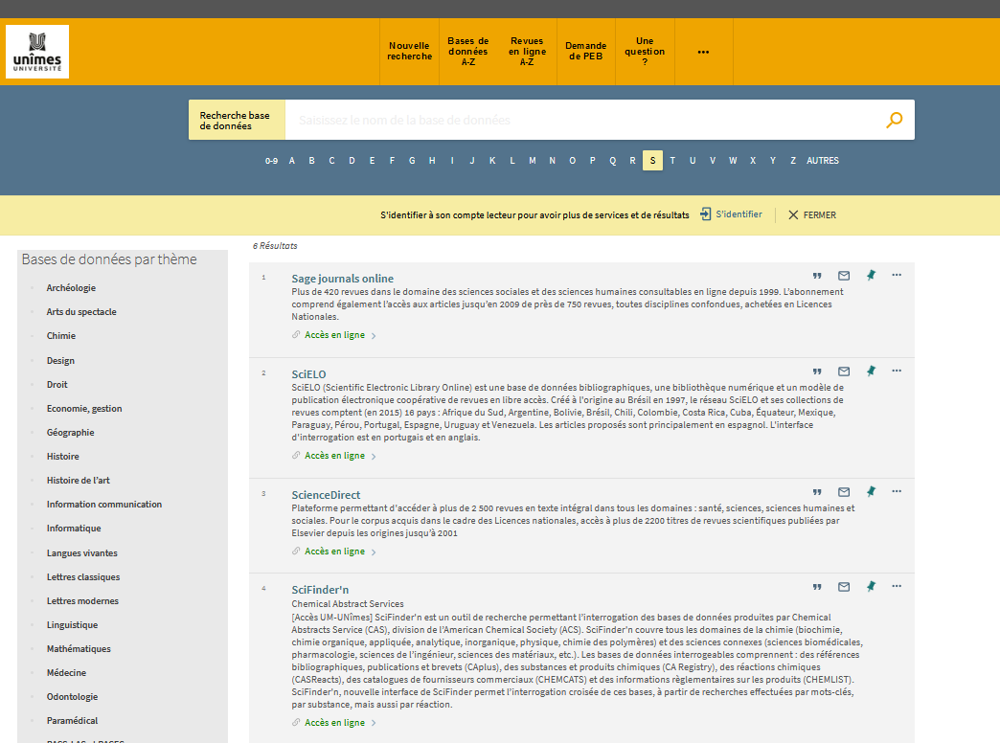 unîmes
UNIVERSITÉ
Nouvelle
recherche
Bases de
données
A-Z
Revues
en ligne
A-Z
Demande
de PEB
Une
question
?
Recherche base
de données
Saisissez le nom de la base de données
0-9 A B C D E F G H I J K L M N O P Q R S T U V W X Y Z AUTRES
S'identifier à son compte lecteur pour avoir plus de services et de résultats
S'identifier
FERMER
6 Résultats
Bases de données par thème
Archéologie
Arts du spectacle
Chimie
Design
Droit
Economie, gestion
Géographie
Histoire
Histoire de l'art
Information communication
Informatique
Langues vivantes
Lettres classiques
Lettres modernes
Linguistique
Mathématiques
Médecine
Odontologie
Paramédical
1
Sage journals online
Plus de 420 revues dans le domaine des sciences sociales et des sciences humaines consultables en ligne depuis 1999. L'abonnement
comprend également l'accès aux articles jusqu'en 2009 de près de 750 revues, toutes disciplines confondues, achetées en Licences
Nationales.
Accès en ligne
2
SciELO
SciELO (Scientific Electronic Library Online) est une base de données bibliographiques, une bibliothèque numérique et un modèle de
publication électronique coopérative de revues en libre accès. Créé à l'origine au Brésil en 1997, le réseau SciELO et ses collections de
revues comptent (en 2015) 16 pays : Afrique du Sud, Argentine, Bolivie, Brésil, Chili, Colombie, Costa Rica, Cuba, Équateur, Mexique,
Paraguay, Pérou, Portugal, Espagne, Uruguay et Venezuela. Les articles proposés sont principalement en espagnol. L'interface
d'interrogation est en portugais et en anglais.
Accès en ligne
3
ScienceDirect
Plateforme permettant d'accéder à plus de 2 500 revues en texte intégral dans tous les domaines : santé, sciences, sciences humaines et
sociales. Pour le corpus acquis dans le cadre des Licences nationales, accès à plus de 2200 titres de revues scientifiques publiées par
Elsevier depuis les origines jusqu'à 2001
Accès en ligne
4
SciFinder'n
Chemical Abstract Services
[Accès UM-UNîmes] SciFinder'n est un outil de recherche permettant l'interrogation des bases de données produites par Chemical
Abstracts Service (CAS), division de l'American Chemical Society (ACS). SciFinder'n couvre tous les domaines de la chimie (biochimie,
chimie organique, appliquée, analytique, inorganique, physique, chimie des polymères) et des sciences connexes (sciences biomédicales,
pharmacologie, sciences de l'ingénieur, sciences des matériaux, etc.). Les bases de données interrogeables comprennent : des références
bibliographiques, publications et brevets (CAplus), des substances et produits chimiques (CA Registry), des réactions chimiques
(CASReacts), des catalogues de fournisseurs commerciaux (CHEMCATS) et des informations règlementaires sur les produits (CHEMLIST).
SciFinder'n, nouvelle interface de SciFinder permet l'interrogation croisée de ces bases, à partir de recherches effectuées par mots-clés,
par substance, mais aussi par réaction.
Accès en ligne